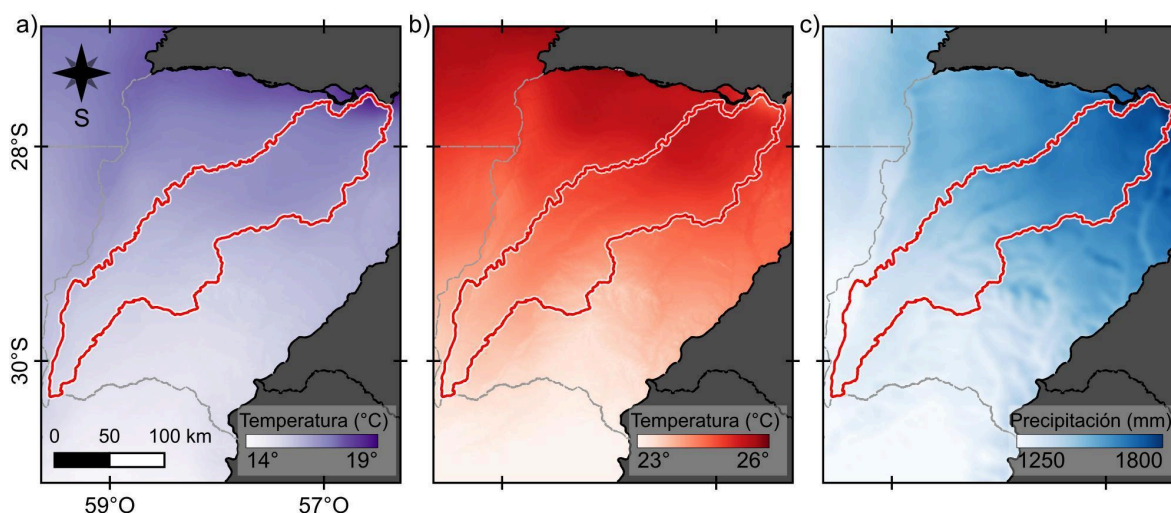 a)
b)
c)
S
28°S
30°S
Temperatura (°C)
14° 19°
0 50 100 km
59°O 57°O
Temperatura (°C)
23° 26°
Precipitación (mm)
1250 1800